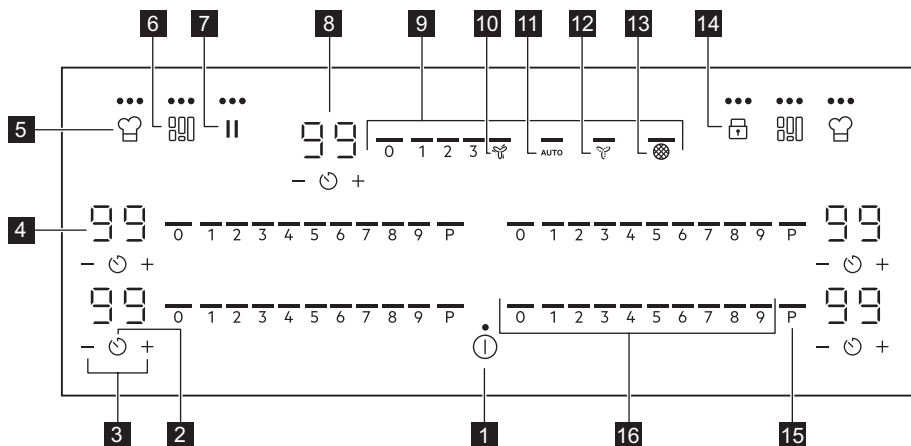 6 7 8 9 10 11 12 13 14
5
99 0 1 2 3 AUTO
− +
4 99 0 1 2 3 4 5 6 7 8 9 P 0 1 2 3 4 5 6 7 8 9 P 99
− + − +
99 0 1 2 3 4 5 6 7 8 9 P 0 1 2 3 4 5 6 7 8 9 P 99
− + − +
3 2 1 16 15